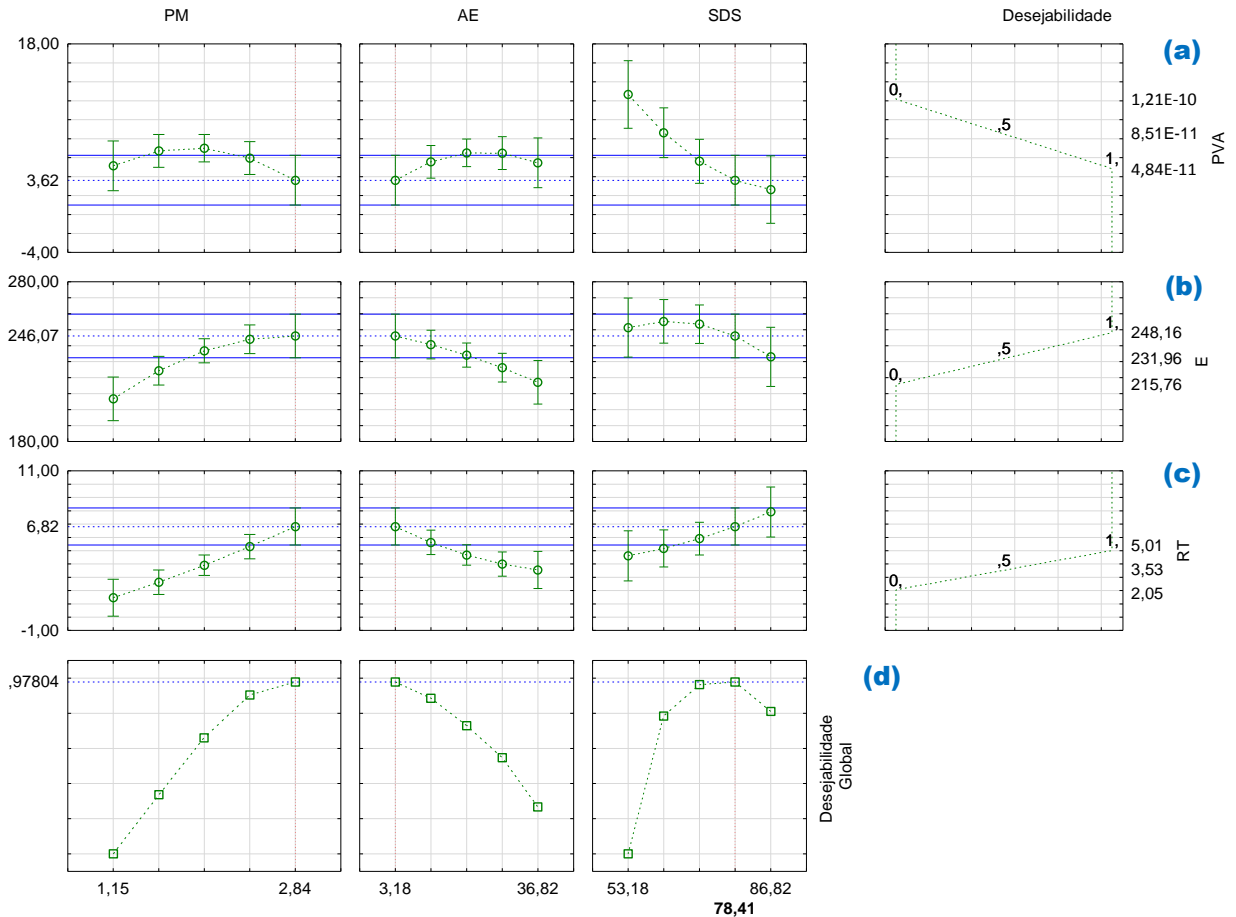 PM AE SDS Desejabilidade
18,00
3,62
-4,00
0,
,5
1,
1,21E-10
8,51E-11
4,84E-11
PVA
(a)
280,00
246,07
180,00
0,
,5
1,
248,16
231,96
215,76
E
(b)
11,00
6,82
-1,00
0,
,5
1,
5,01
3,53
2,05
RT
(c)
,97804
Desejabilidade
Global
(d)
1,15 2,84 3,18 36,82 53,18 86,82
78,41